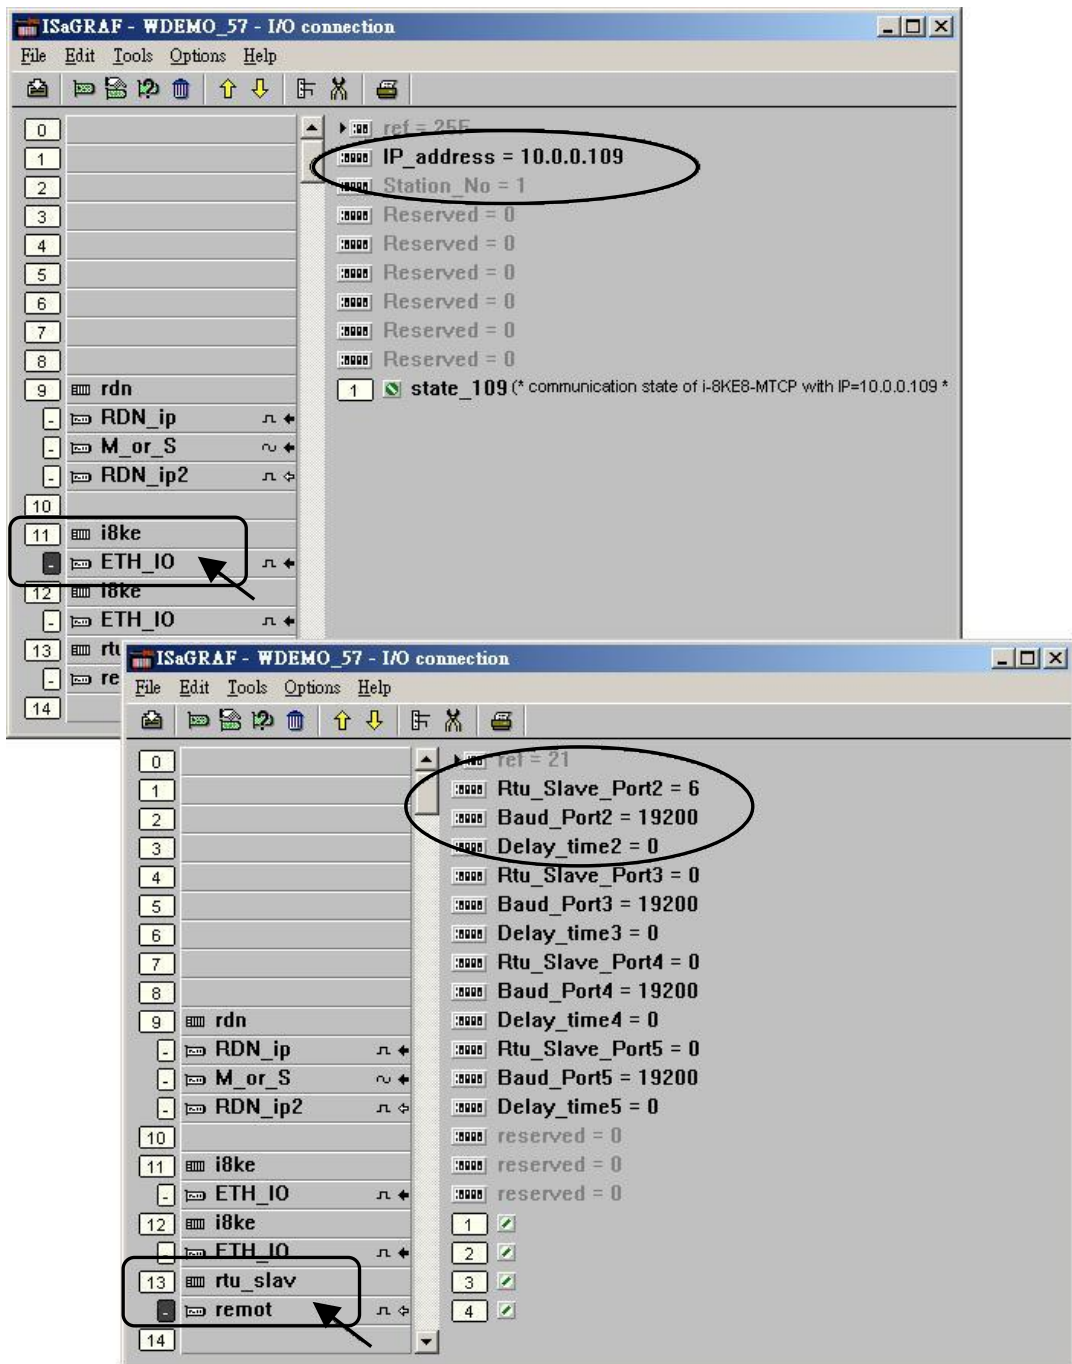 ISaGRAF - WDEMO_57 - I/O connection
File Edit Tools Options Help
0
1
2
3
4
5
6
7
8
9 rdn
- RDN_ip
- M_or_S
- RDN_ip2
10
11 i8ke
- ETH_IO
12 i8ke
- ETH_IO
13 rtu
- re
14
ref = 25F
IP_address = 10.0.0.109
Station_No = 1
Reserved = 0
Reserved = 0
Reserved = 0
Reserved = 0
Reserved = 0
Reserved = 0
1 state_109 (* communication state of i-8KE8-MTCP with IP=10.0.0.109 *
ISaGRAF - WDEMO_57 - I/O connection
File Edit Tools Options Help
0
1
2
3
4
5
6
7
8
9 rdn
- RDN_ip
- M_or_S
- RDN_ip2
10
11 i8ke
- ETH_IO
12 i8ke
- ETH_IO
13 rtu_slav
- remot
14
ref = 21
Rtu_Slave_Port2 = 6
Baud_Port2 = 19200
Delay_time2 = 0
Rtu_Slave_Port3 = 0
Baud_Port3 = 19200
Delay_time3 = 0
Rtu_Slave_Port4 = 0
Baud_Port4 = 19200
Delay_time4 = 0
Rtu_Slave_Port5 = 0
Baud_Port5 = 19200
Delay_time5 = 0
reserved = 0
reserved = 0
reserved = 0
1
2
3
4